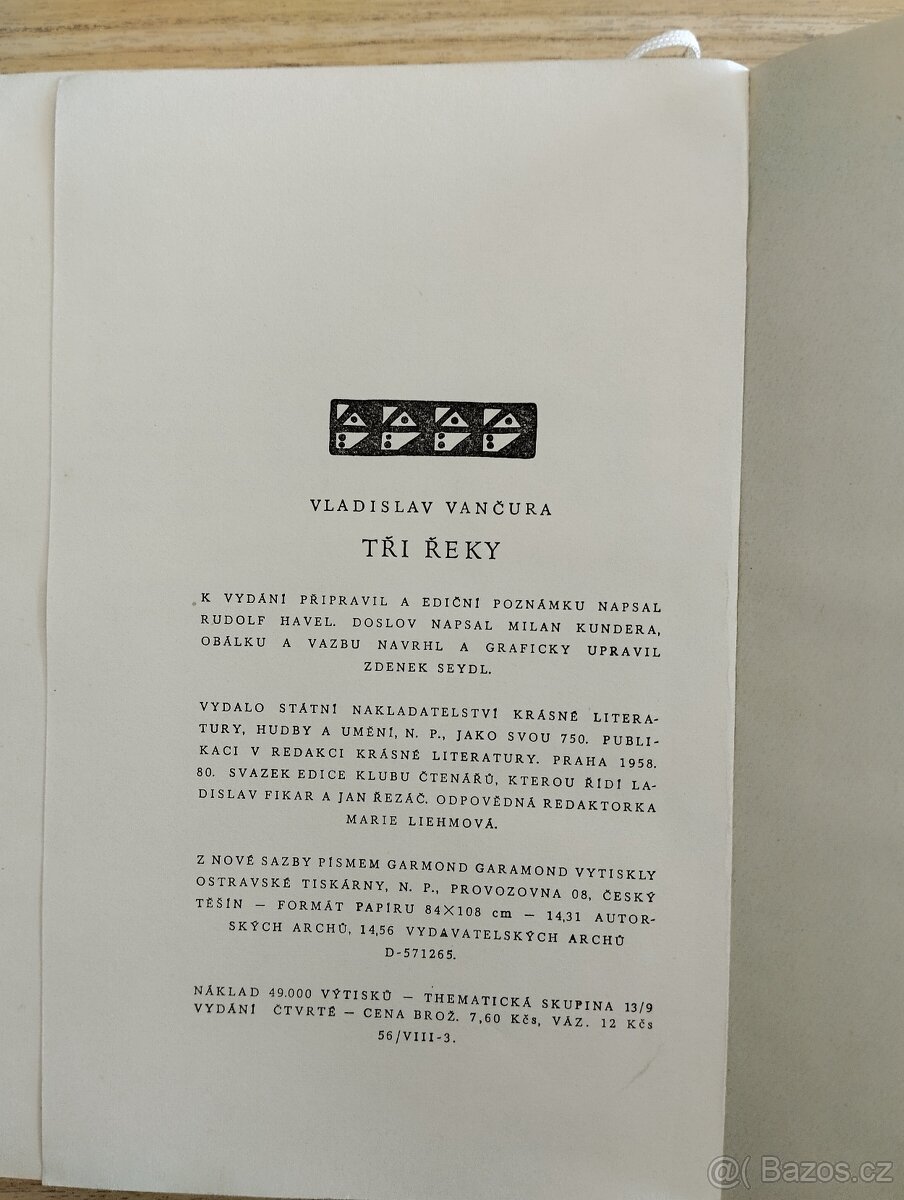 VLADISLAV VANČURA
TŘI ŘEKY
K VYDÁNÍ PŘIPRAVIL A EDIČNÍ POZNÁMKU NAPSAL
RUDOLF HAVEL. DOSLOV NAPSAL MILAN KUNDERA,
OBÁLKU A VAZBU NAVRHL A GRAFICKY UPRAVIL
ZDENEK SEYDL.
VYDALO STÁTNÍ NAKLADATELSTVÍ KRÁSNÉ LITERA-
TURY, HUDBY A UMĚNÍ, N. P., JAKO SVOU 750. PUBLI-
KACI V REDAKCI KRÁSNÉ LITERATURY. PRAHA 1958.
80. SVAZEK EDICE KLUBU ČTENÁŘŮ, KTEROU ŘÍDÍ LA-
DISLAV FIKAR A JAN ŘEZÁČ. ODPOVĚDNÁ REDAKTORKA
MARIE LIEHMOVÁ.
Z NOVÉ SAZBY PÍSMEM GARMOND GARAMOND VYTISKLY
OSTRAVSKÉ TISKÁRNY, N. P., PROVOZOVNA 08, ČESKÝ
TĚŠÍN — FORMÁT PAPÍRU 84×108 cm — 14,31 AUTOR-
SKÝCH ARCHŮ, 14,56 VYDAVATELSKÝCH ARCHŮ
D-571265.
NÁKLAD 49.000 VÝTISKŮ — THEMATICKÁ SKUPINA 13/9
VYDÁNÍ ČTVRTÉ — CENA BROŽ. 7,60 Kčs, VÁZ. 12 Kčs
56/VIII-3.
@( Bazos.cz